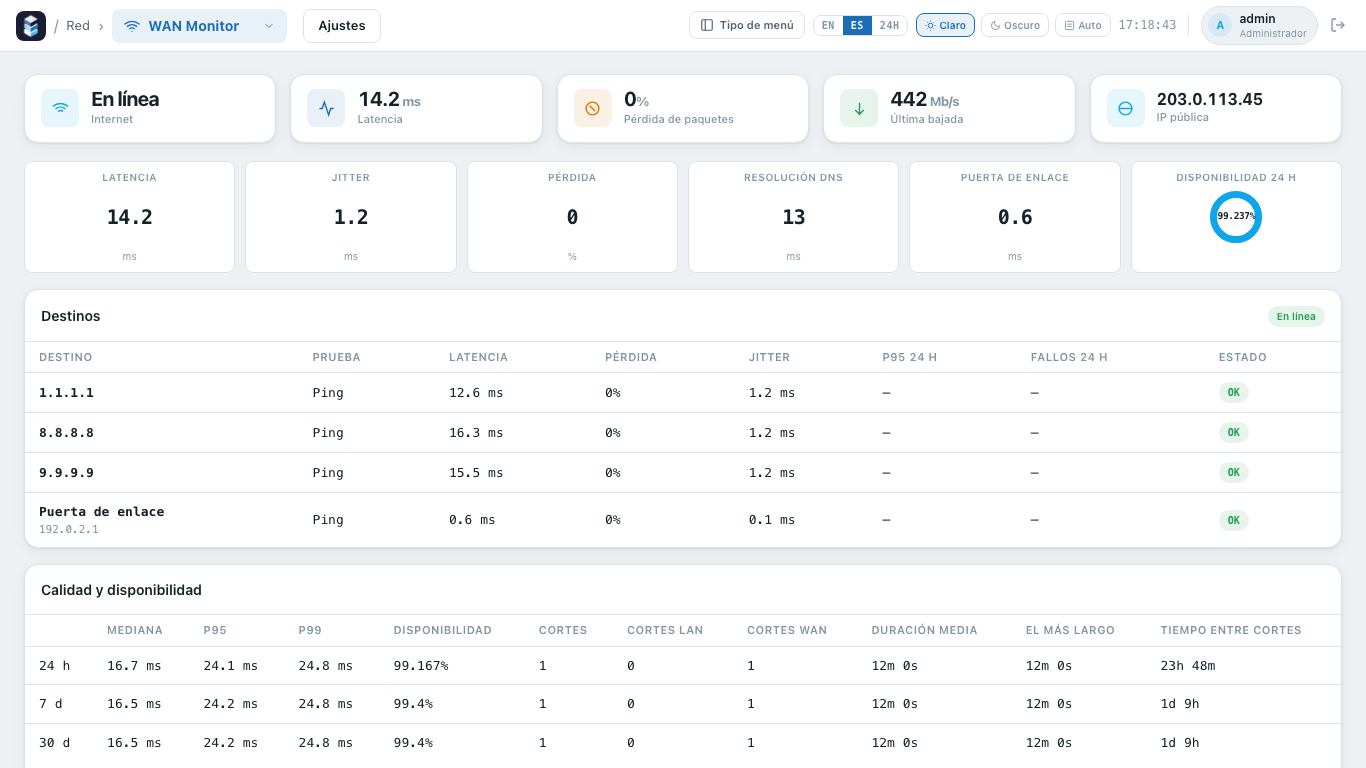 / Red › WAN Monitor Ajustes Tipo de menú EN ES 24H Claro Oscuro Auto 17:18:43 A admin Administrador
En línea
Internet
14.2 ms
Latencia
0%
Pérdida de paquetes
442 Mb/s
Última bajada
203.0.113.45
IP pública
LATENCIA
14.2
ms
JITTER
1.2
ms
PÉRDIDA
0
%
RESOLUCIÓN DNS
13
ms
PUERTA DE ENLACE
0.6
ms
DISPONIBILIDAD 24 H
99.237%
Destinos En línea
DESTINO PRUEBA LATENCIA PÉRDIDA JITTER P95 24 H FALLOS 24 H ESTADO
1.1.1.1 Ping 12.6 ms 0% 1.2 ms — — OK
8.8.8.8 Ping 16.3 ms 0% 1.2 ms — — OK
9.9.9.9 Ping 15.5 ms 0% 1.2 ms — — OK
Puerta de enlace Ping 0.6 ms 0% 0.1 ms — — OK
192.0.2.1
Calidad y disponibilidad
MEDIANA P95 P99 DISPONIBILIDAD CORTES CORTES LAN CORTES WAN DURACIÓN MEDIA EL MÁS LARGO TIEMPO ENTRE CORTES
24 h 16.7 ms 24.1 ms 24.8 ms 99.167% 1 0 1 12m 0s 12m 0s 23h 48m
7 d 16.5 ms 24.2 ms 24.8 ms 99.4% 1 0 1 12m 0s 12m 0s 1d 9h
30 d 16.5 ms 24.2 ms 24.8 ms 99.4% 1 0 1 12m 0s 12m 0s 1d 9h